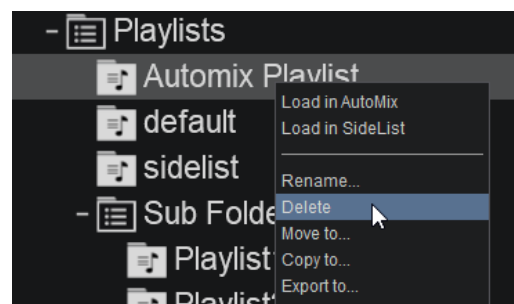 Playlists
Automix Playlist
Load in AutoMix
default
Load in SideList
sidelist
Rename...
Sub Folde
Delete
Move to...
Playlist
Copy to...
Export to...
Playlist